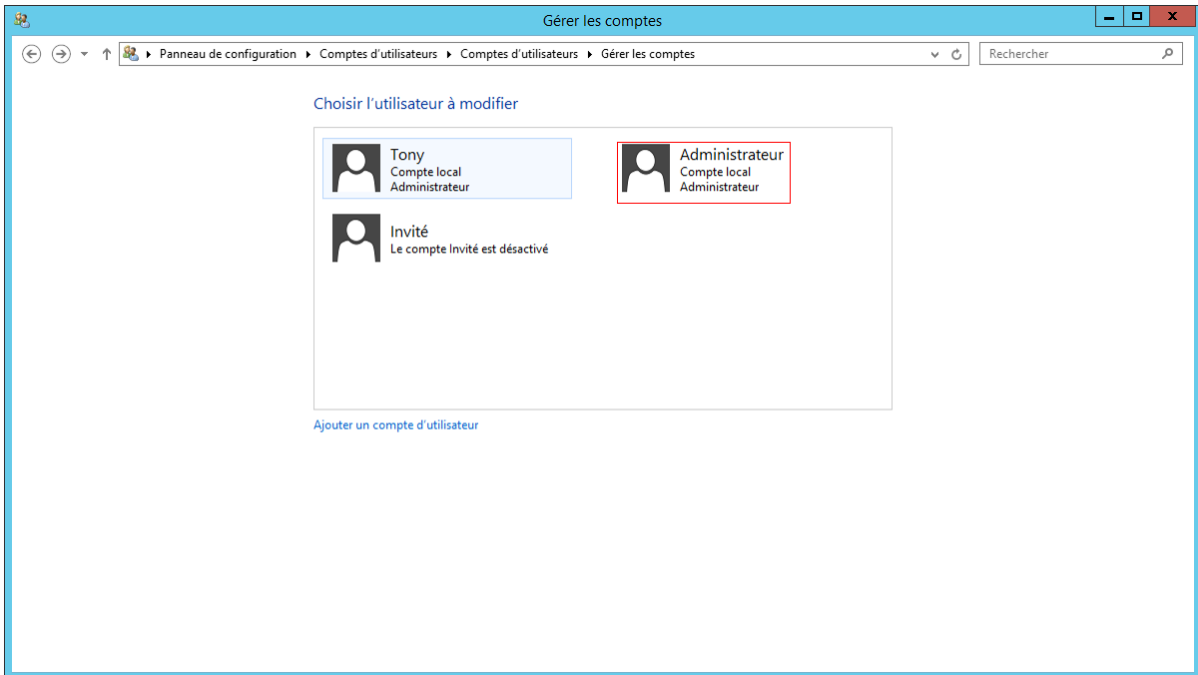 Gérer les comptes
Panneau de configuration
Comptes d'utilisateurs
Comptes d'utilisateurs
Gérer les comptes
Rechercher
Choisir l'utilisateur à modifier
Tony
Compte local
Administrateur
Administrateur
Compte local
Administrateur
Invité
Le compte Invité est désactivé
Ajouter un compte d'utilisateur